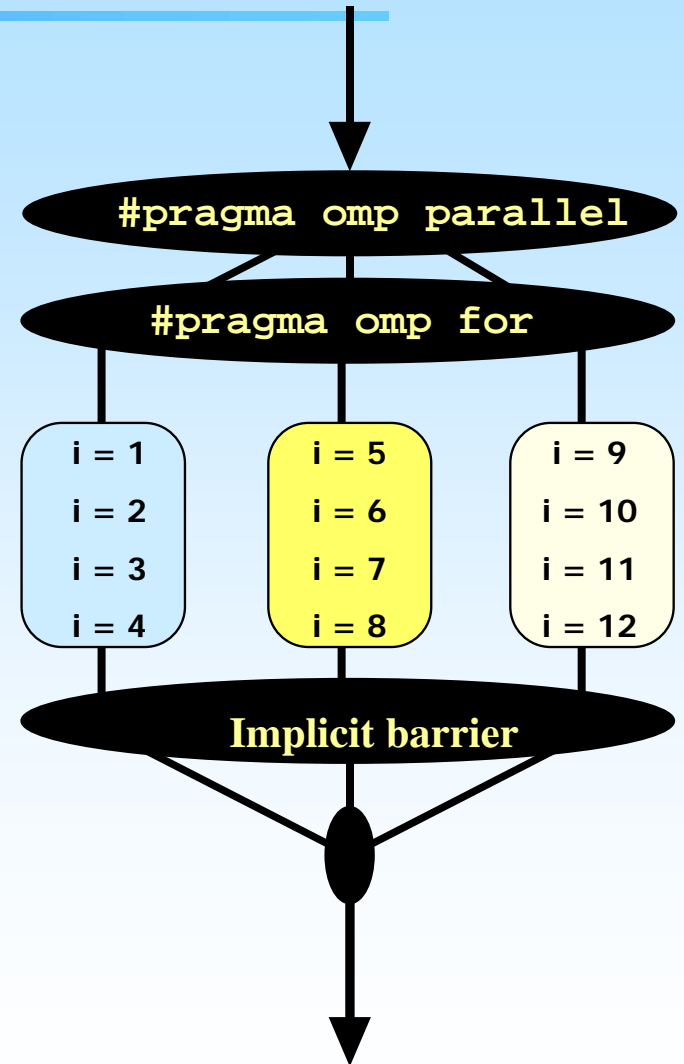 #pragma omp parallel
#pragma omp for
i = 1
i = 2
i = 3
i = 4
i = 5
i = 6
i = 7
i = 8
i = 9
i = 10
i = 11
i = 12
Implicit barrier